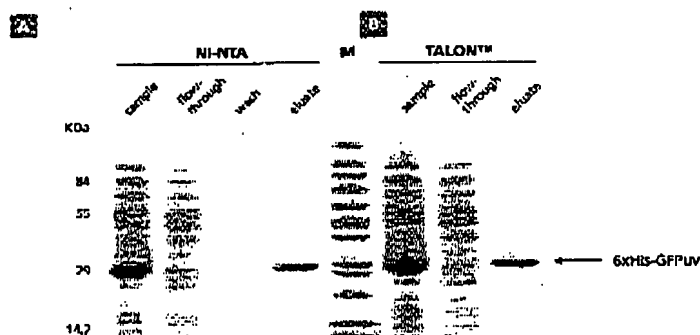 A B
Ni-NTA M TALON™
sample flow-through wash eluate sample flow-through eluate
KDa
84
55
29 6xHis-GFPuv
14.2